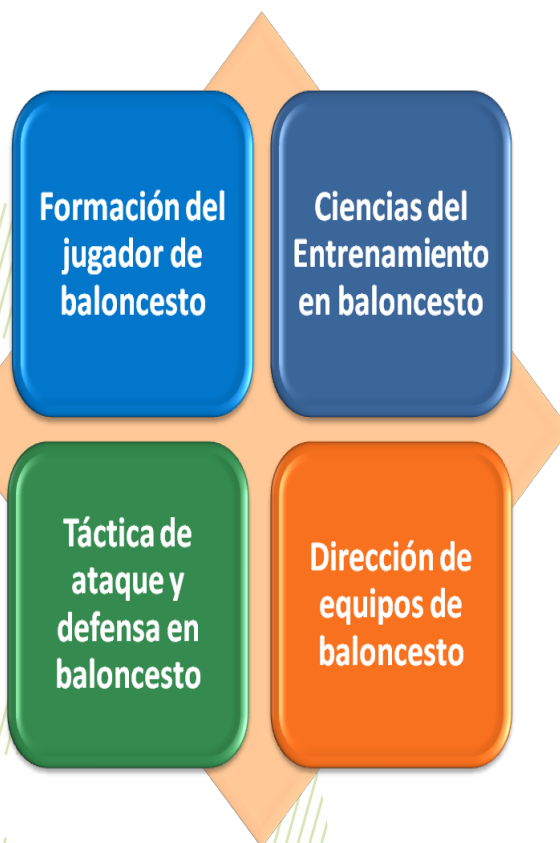 Formación del
jugador de
baloncesto
Ciencias del
Entrenamiento
en baloncesto
Táctica de
ataque y
defensa en
baloncesto
Dirección de
equipos de
baloncesto